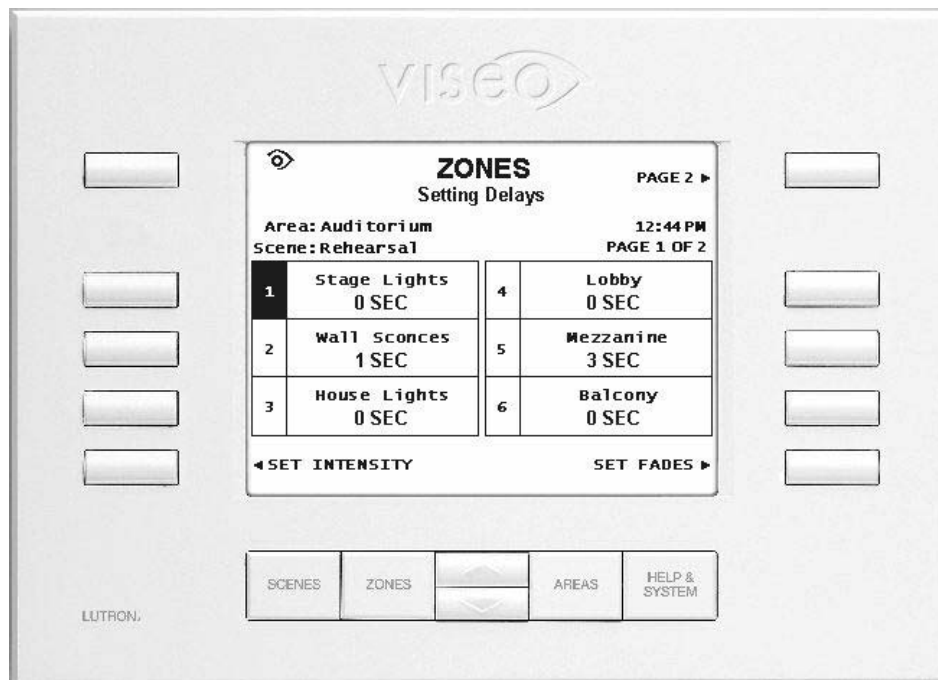 viseo
ZONES
PAGE 2 ▶
Setting Delays
Area: Auditorium
12:44 PM
Scene: Rehearsal
PAGE 1 OF 2
1
Stage Lights
0 SEC
4
Lobby
0 SEC
2
Wall Sconces
1 SEC
5
Mezzanine
3 SEC
3
House Lights
0 SEC
6
Balcony
0 SEC
◀ SET INTENSITY
SET FADES ▶
SCENES
ZONES
AREAS
HELP &
SYSTEM
LUTRON.